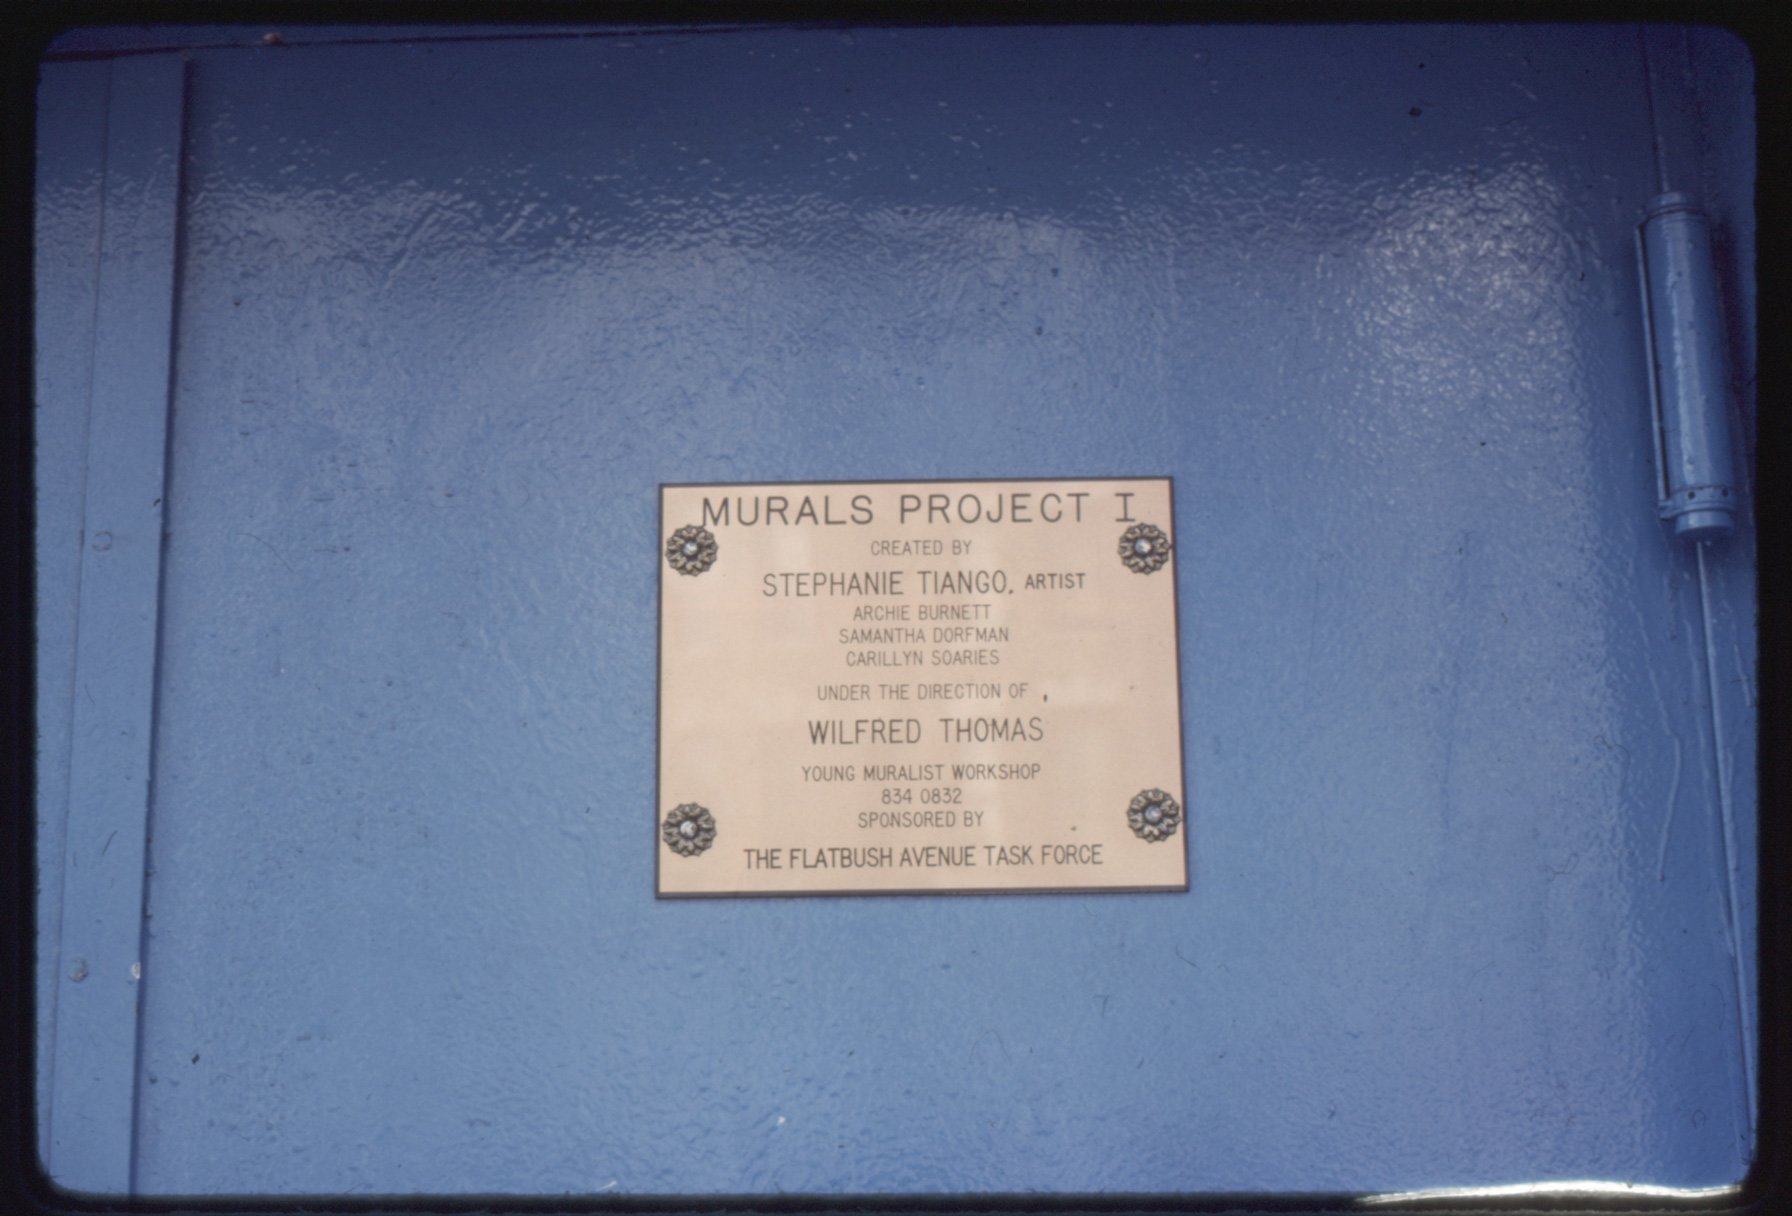 MURALS PROJECT I
CREATED BY
STEPHANIE TIANGO, ARTIST
ARCHIE BURNETT
SAMANTHA DORFMAN
CARILLYN SOARIES
UNDER THE DIRECTION OF
WILFRED THOMAS
YOUNG MURALIST WORKSHOP
834 0832
SPONSORED BY
THE FLATBUSH AVENUE TASK FORCE